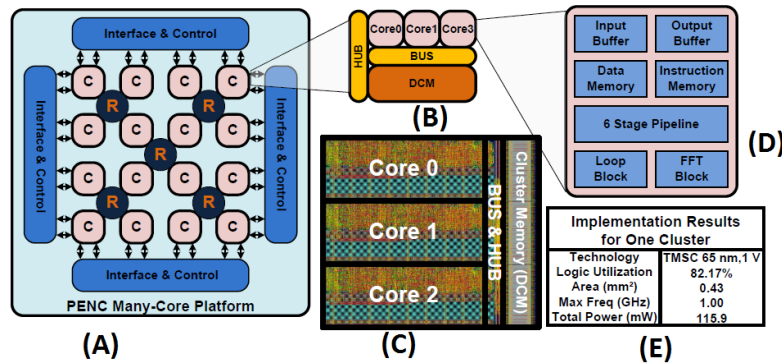 Interface & Control
Interface & Control
Interface & Control
Interface & Control
C C C C
R R
C C C C
R
C C C C
R R
C C C C
PENC Many-Core Platform
(A)
HUB
Core0 Core1 Core3
BUS
DCM
(B)
Core 0
Core 1
Core 2
BUS & HUB
Cluster Memory (DCM)
(C)
Input
Buffer
Output
Buffer
Data
Memory
Instruction
Memory
6 Stage Pipeline
Loop
Block
FFT
Block
(D)
Implementation Results
for One Cluster
Technology TMSC 65 nm,1 V
Logic Utilization 82.17%
Area (mm²) 0.43
Max Freq (GHz) 1.00
Total Power (mW) 115.9
(E)